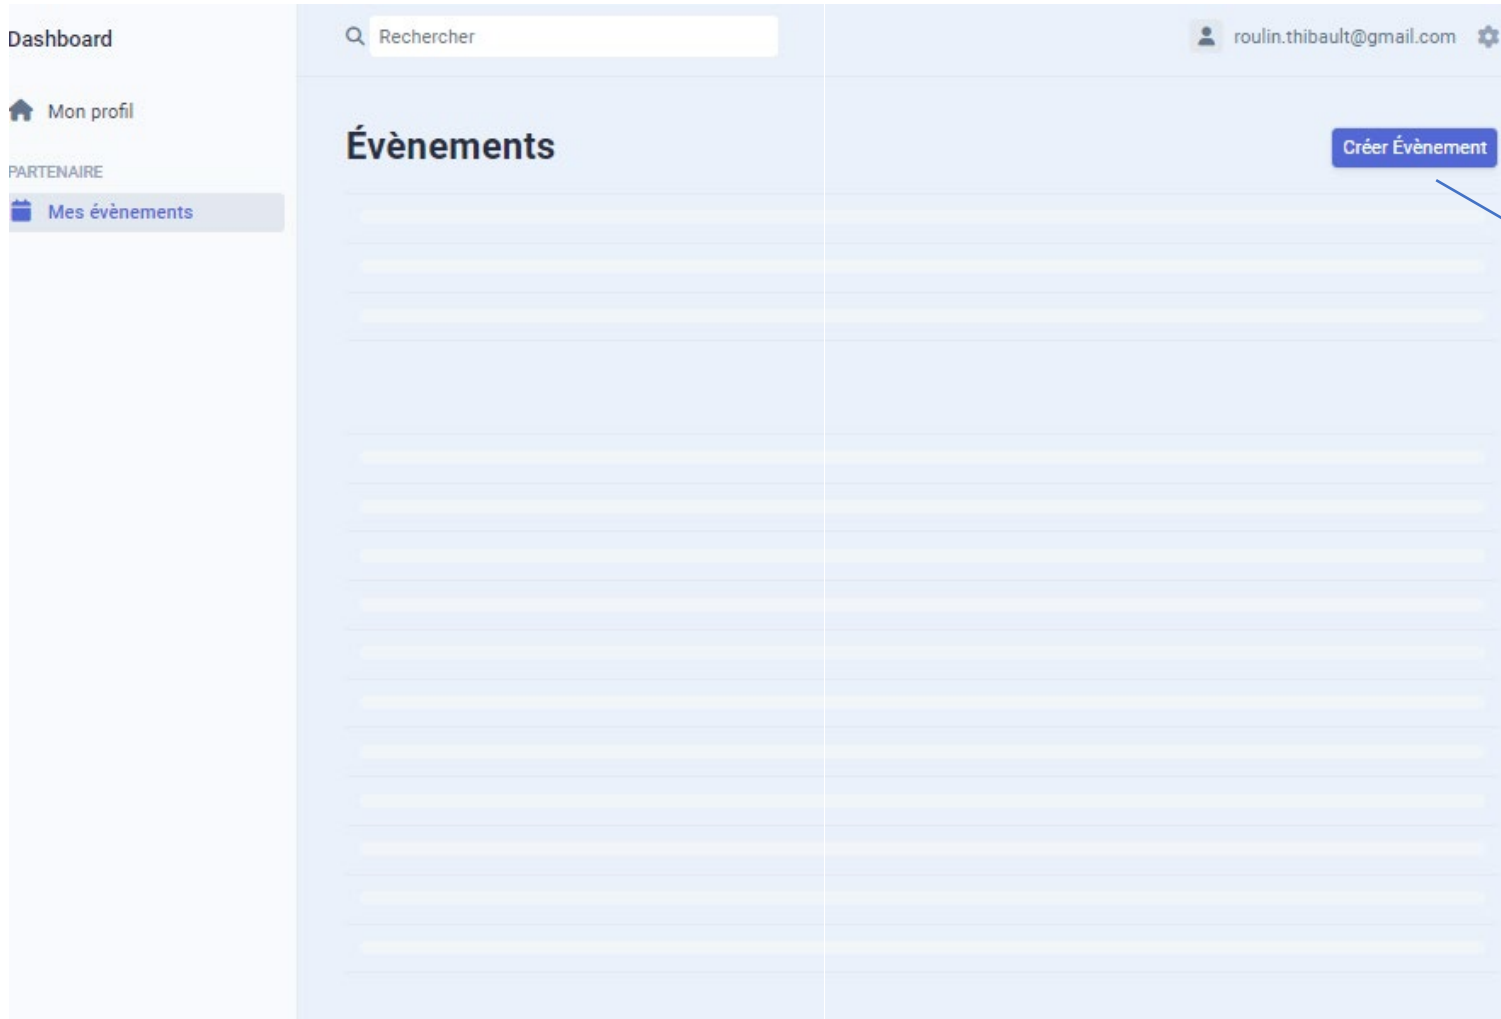 Dashboard
Rechercher
roulin.thibault@gmail.com
Mon profil
PARTENAIRE
Mes évènements
Évènements
Créer Évènement